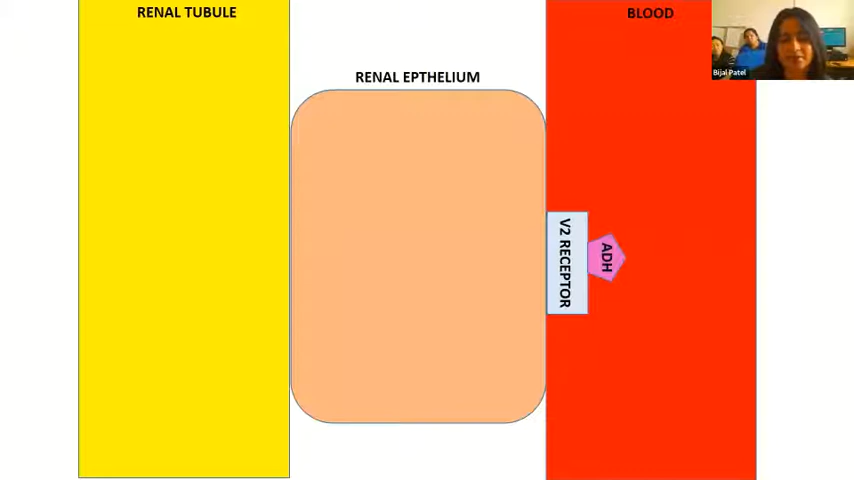 RENAL TUBULE
BLOOD
Bijal Patel
RENAL EPTHELIUM
V2 RECEPTOR
ADH